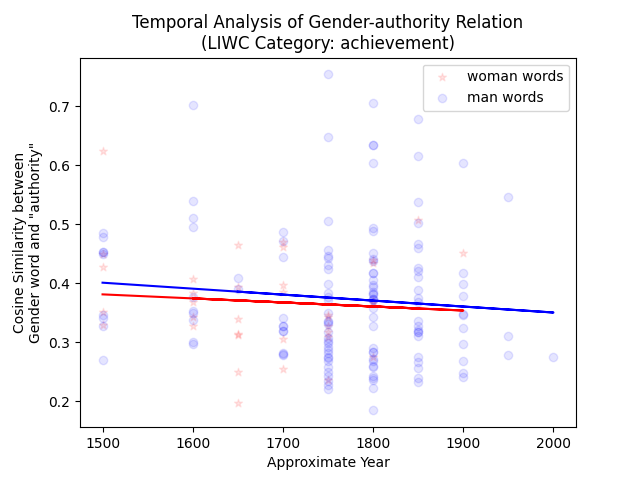 Temporal Analysis of Gender-authority Relation
(LIWC Category: achievement)
woman words
man words
Cosine Similarity between
Gender word and "authority"
0.7
0.6
0.5
0.4
0.3
0.2
1500 1600 1700 1800 1900 2000
Approximate Year